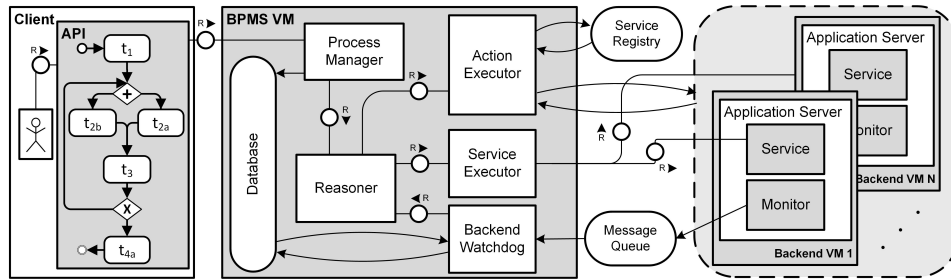 Client
API
R
R
t1
+
t2b
t2a
t3
X
t4a
BPMS VM
Process
Manager
Database
R
Reasoner
R
R
R
Action
Executor
Service
Executor
Backend
Watchdog
Service
Registry
R
R
Message
Queue
Application Server
Service
Monitor
Backend VM 1
Application Server
Service
onitor
Backend VM N